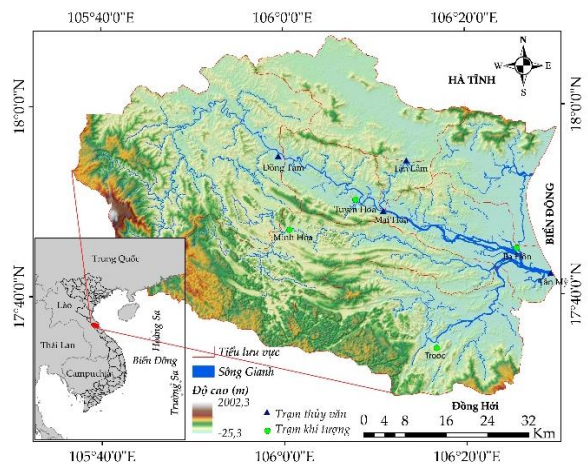 105°40'0"E
106°0'0"E
106°20'0"E
N
W
E
S
HÀ TĨNH
18°0'0"N
18°0'0"N
Đồng Tâm
Tân Lâm
Tuyên Hóa
Mai Hóa
Minh Hóa
BIỂN ĐÔNG
Ba Đồn
Tân Mỹ
17°40'0"N
17°40'0"N
Troóc
Trung Quốc
Lào
Hoàng Sa
Thái Lan
Biển Đông
Campuchia
Trường Sa
Tiểu lưu vực
Sông Gianh
Độ cao (m)
2002,3
-25,3
Trạm thủy văn
Trạm khí tượng
Đồng Hới
0 4 8 16 24 32
Km
105°40'0"E
106°0'0"E
106°20'0"E